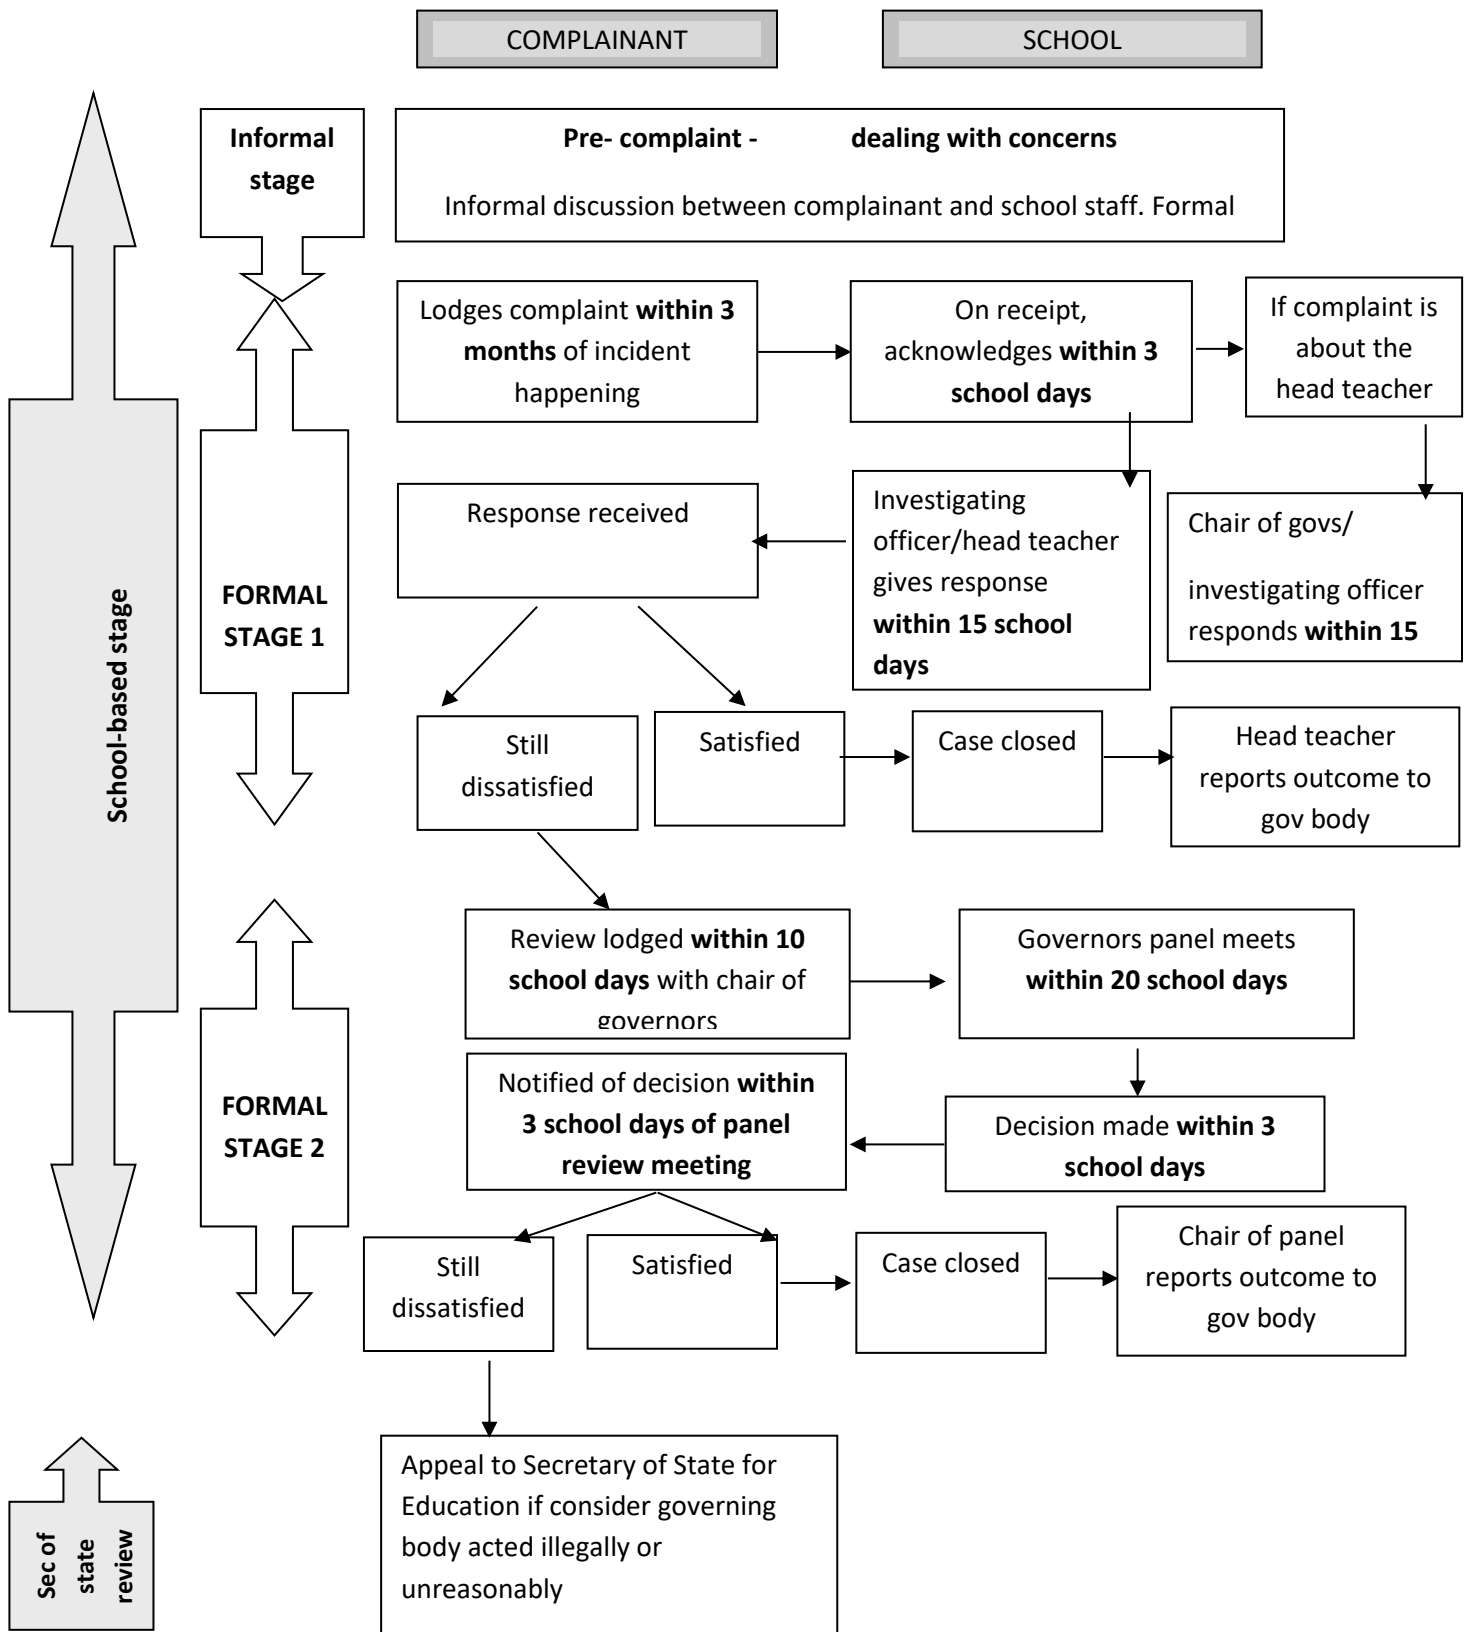 COMPLAINANT
SCHOOL
Informal
stage
Pre- complaint - dealing with concerns
Informal discussion between complainant and school staff. Formal
School-based stage
FORMAL
STAGE 1
Lodges complaint within 3
months of incident
happening
On receipt,
acknowledges within 3
school days
If complaint is
about the
head teacher
Response received
Investigating
officer/head teacher
gives response
within 15 school
days
Chair of govs/
investigating officer
responds within 15
Still
dissatisfied
Satisfied
Case closed
Head teacher
reports outcome to
gov body
FORMAL
STAGE 2
Review lodged within 10
school days with chair of
governors
Governors panel meets
within 20 school days
Notified of decision within
3 school days of panel
review meeting
Decision made within 3
school days
Still
dissatisfied
Satisfied
Case closed
Chair of panel
reports outcome to
gov body
Sec of
state
review
Appeal to Secretary of State for
Education if consider governing
body acted illegally or
unreasonably